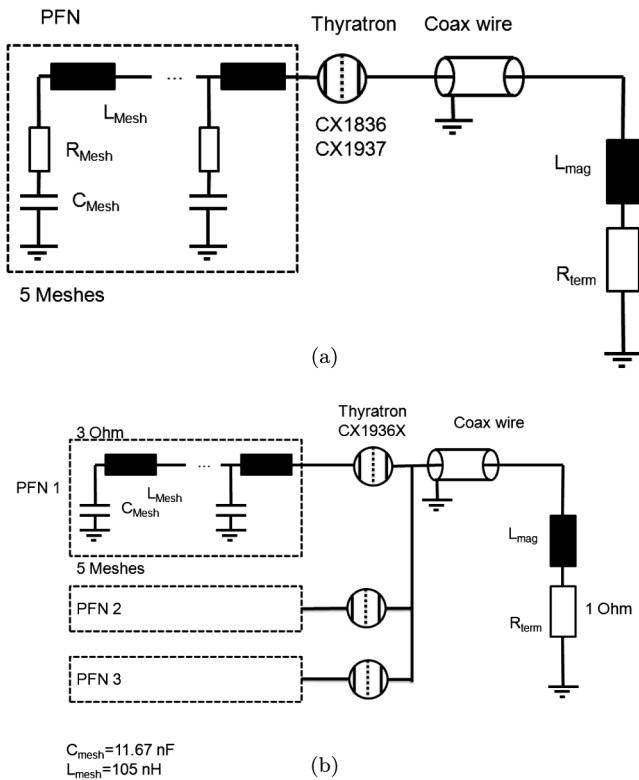 PFN
Thyratron
Coax wire
L_Mesh
...
R_Mesh
CX1836
CX1937
C_Mesh
L_mag
R_term
5 Meshes
(a)
3 Ohm
Thyratron
CX1936X
Coax wire
...
PFN 1
L_Mesh
C_Mesh
L_mag
5 Meshes
PFN 2
R_term
1 Ohm
PFN 3
C_mesh=11.67 nF
L_mesh=105 nH
(b)